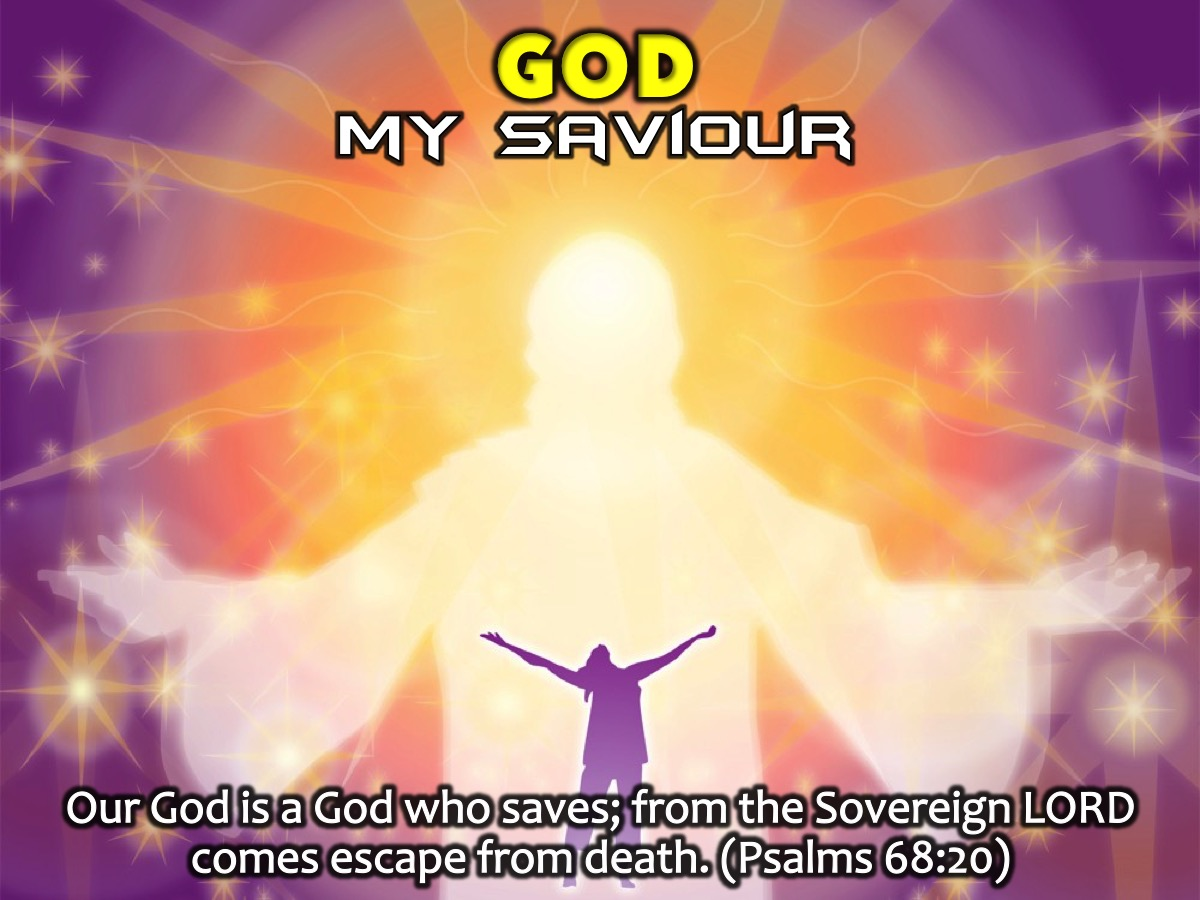 GOD
MY SAVIOUR
Our God is a God who saves; from the Sovereign LORD
comes escape from death. (Psalms 68:20)